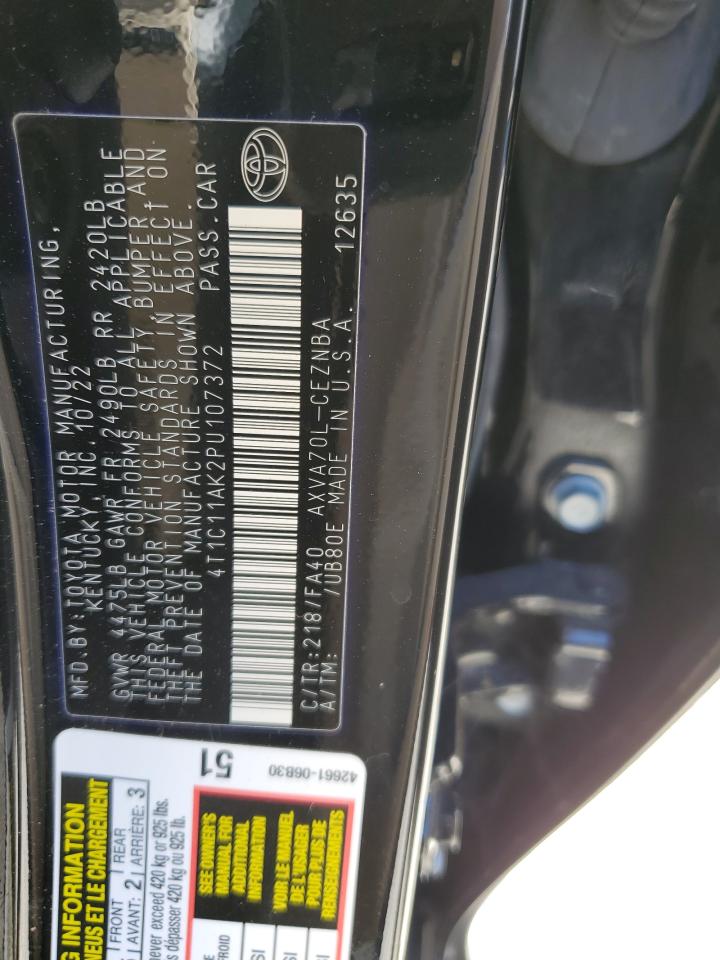 MFD.BY:TOYOTA MOTOR MANUFACTURING,
KENTUCKY, INC. 10/22
GVWR 4475LB GAWR FR 2490LB RR 2420LB
THIS VEHICLE CONFORMS TO ALL APPLICABLE
FEDERAL MOTOR VEHICLE SAFETY, BUMPER AND
THEFT PREVENTION STANDARDS IN EFFECT ON
THE DATE OF MANUFACTURE SHOWN ABOVE.
4T1C11AK2PU107372 PASS.CAR
C/TR:218/FA40 AXVA70L-CEZNBA
A/TM: /UB80E MADE IN U.S.A. 12635
51
42661-06B30
INFORMATION
NEUS ET LE CHARGEMENT
FRONT REAR 3
AVANT: 2 ARRIÈRE:
never exceed 420 kg or 925 lbs.
dépasser 420 kg ou 925 lb.
SEE OWNER'S
MANUAL FOR
ADDITIONAL
INFORMATION
VOIR LE MANUEL
DE L'USAGER
POUR PLUS DE
RENSEIGNEMENTS